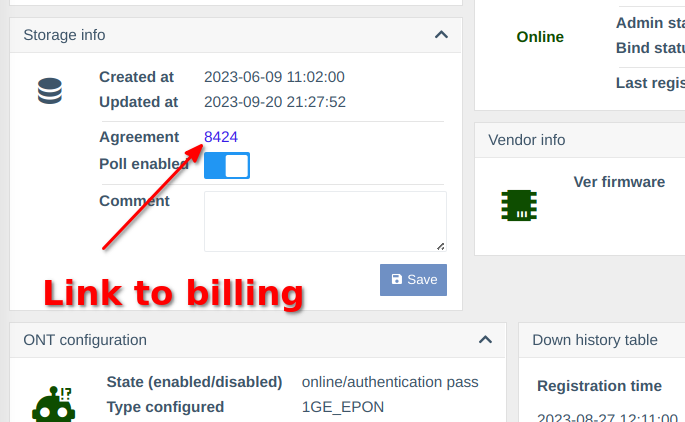 Storage info
Created at 2023-06-09 11:02:00
Updated at 2023-09-20 21:27:52
Agreement 8424
Poll enabled
Comment
Save
Link to billing
Online
Admin
Bind
Last
Vendor info
Ver firmware
ONT configuration
State (enabled/disabled) online/authentication pass
Type configured 1GE_EPON
Down history table
Registration time
2023-08-27 12:11:00